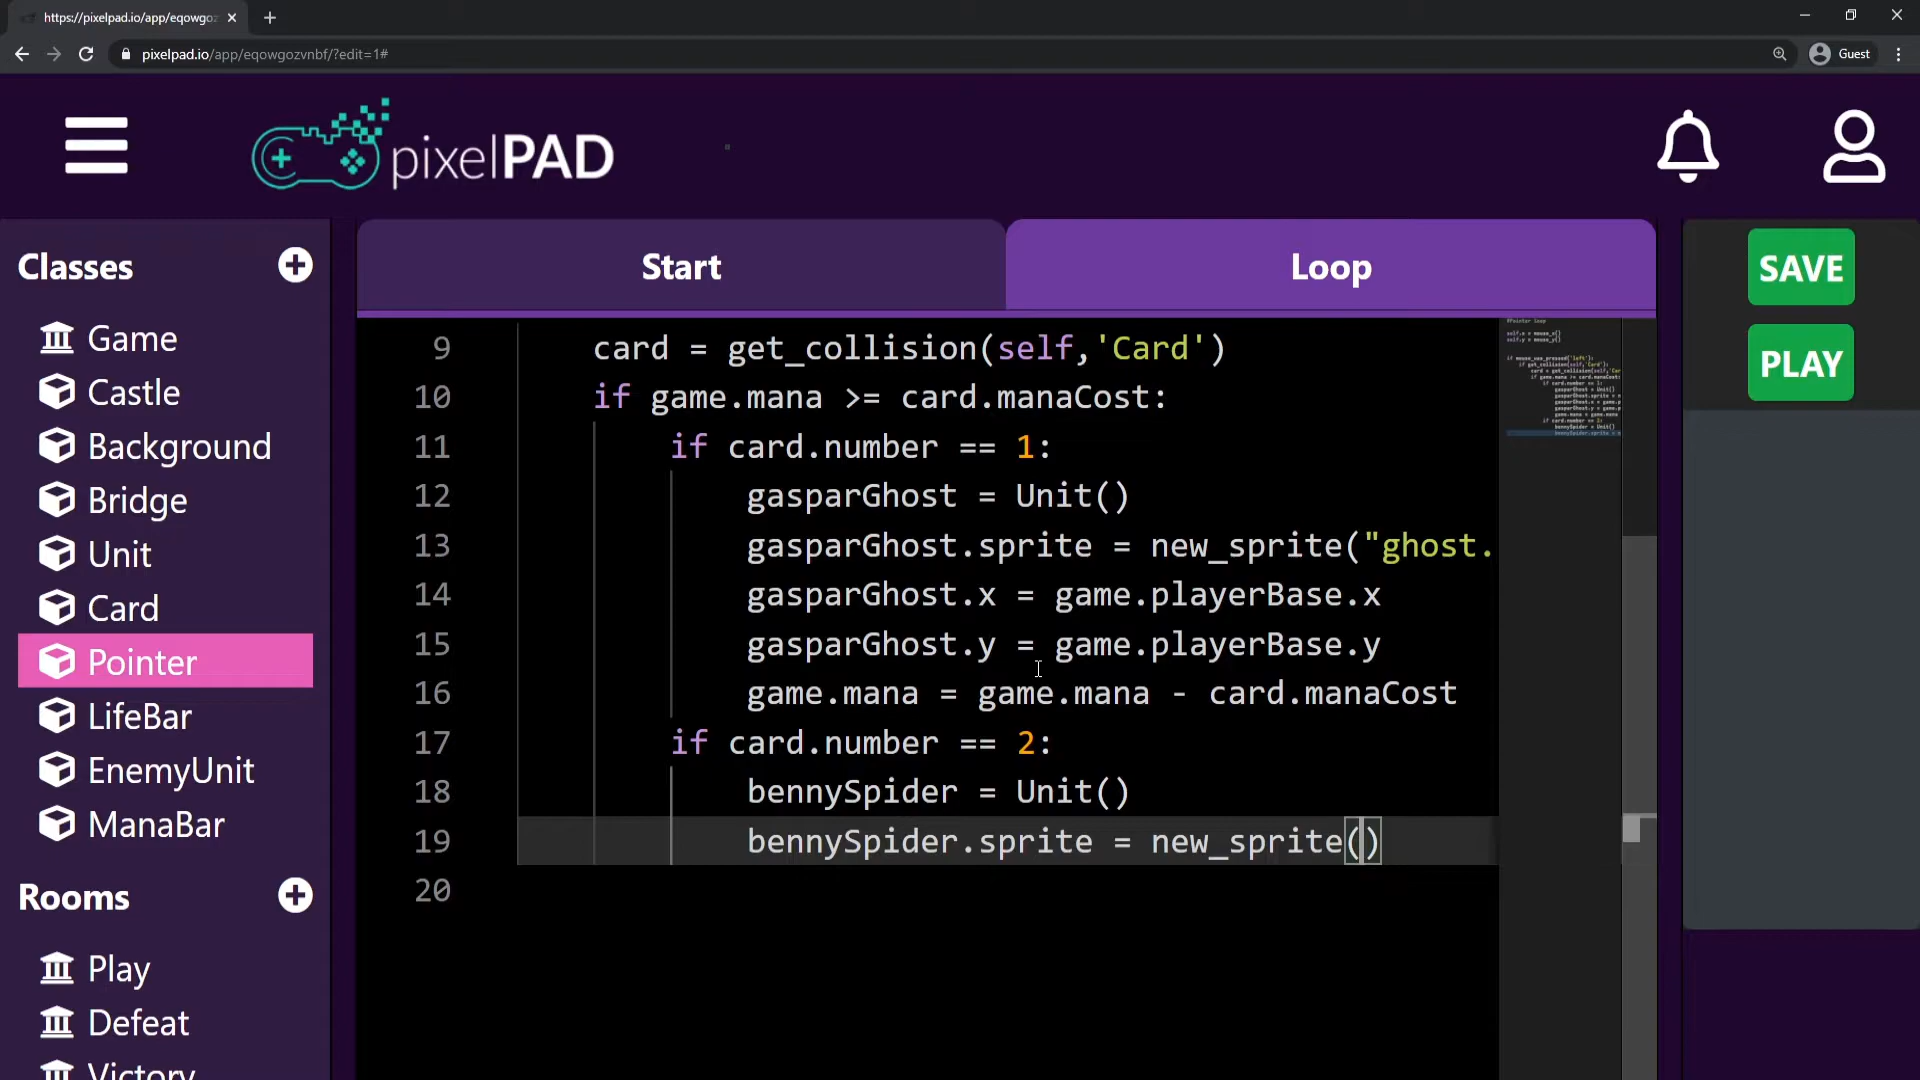 https://pixelpad.io/app/eqowgoz
pixelpad.io/app/eqowgozvnbf/?edit=1#
Guest
pixelPAD
Classes
Game
Castle
Background
Bridge
Unit
Card
Pointer
LifeBar
EnemyUnit
ManaBar
Rooms
Play
Defeat
Victory
Start
Loop
9 card = get_collision(self,'Card')
10 if game.mana >= card.manaCost:
11 if card.number == 1:
12 gasparGhost = Unit()
13 gasparGhost.sprite = new_sprite("ghost.
14 gasparGhost.x = game.playerBase.x
15 gasparGhost.y = game.playerBase.y
16 game.mana = game.mana - card.manaCost
17 if card.number == 2:
18 bennySpider = Unit()
19 bennySpider.sprite = new_sprite()
20
SAVE
PLAY